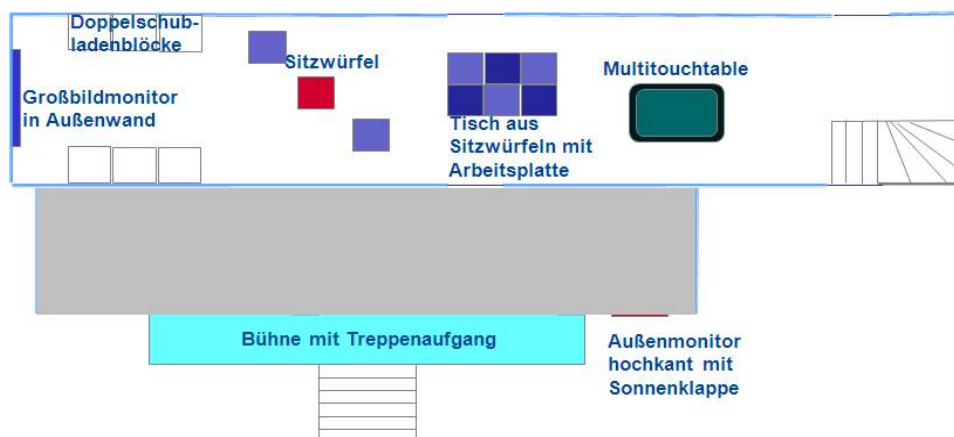 Doppelschub-
ladenblöcke
Sitzwürfel
Großbildmonitor
in Außenwand
Multitouchtable
Tisch aus
Sitzwürfeln mit
Arbeitsplatte
Bühne mit Treppenaufgang
Außenmonitor
hochkant mit
Sonnenklappe